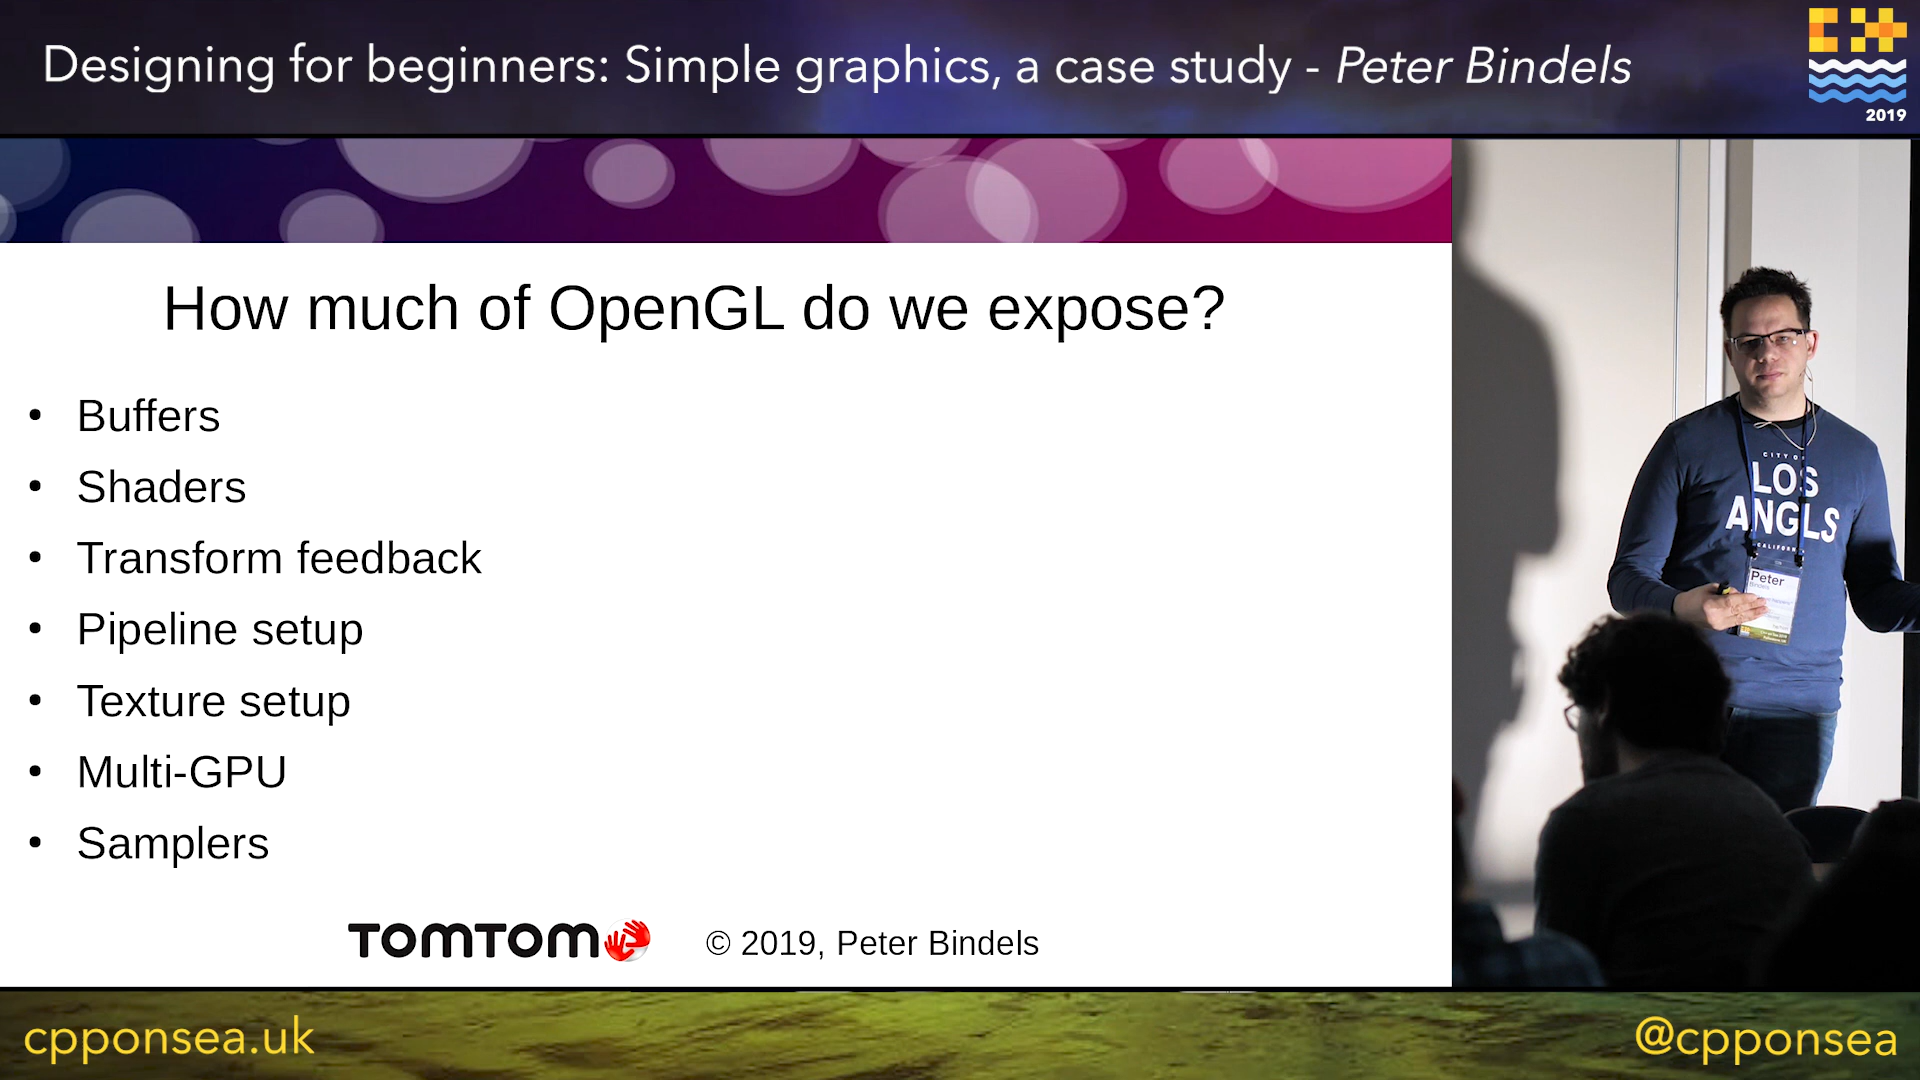 Designing for beginners: Simple graphics, a case study - Peter Bindels
2019
How much of OpenGL do we expose?
• Buffers
• Shaders
• Transform feedback
• Pipeline setup
• Texture setup
• Multi-GPU
• Samplers
TOMTOM
© 2019, Peter Bindels
LOS
ANGLS
Peter
Bindels
cpponsea.uk
@cpponsea